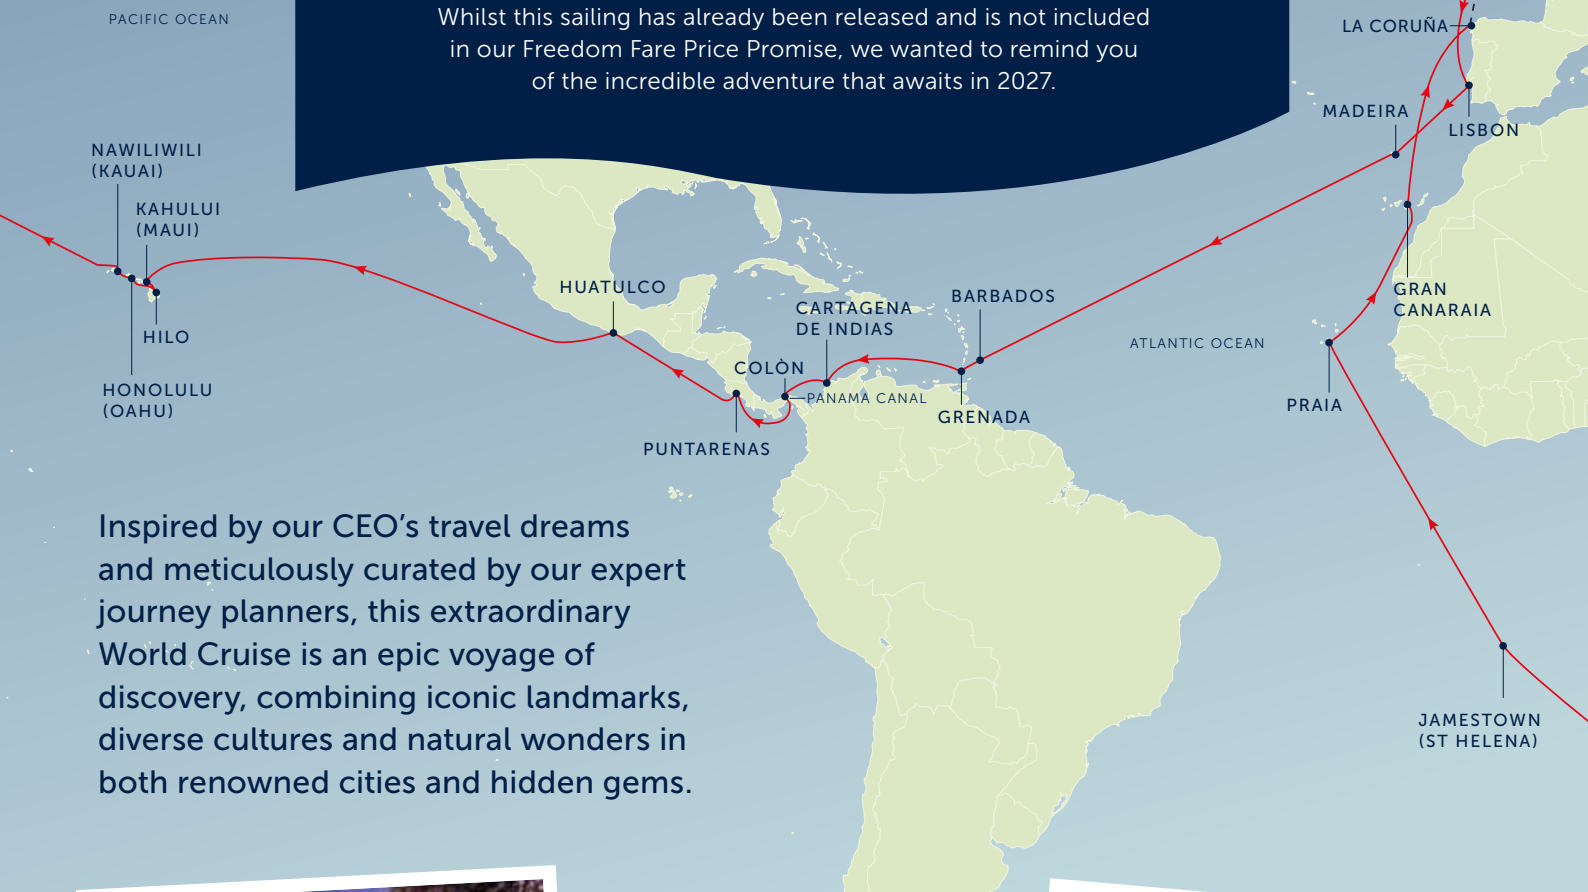 PACIFIC OCEAN
Whilst this sailing has already been released and is not included
in our Freedom Fare Price Promise, we wanted to remind you
of the incredible adventure that awaits in 2027.
LA CORUÑA
MADEIRA
LISBON
NAWILIWILI
(KAUAI)
KAHULUI
(MAUI)
HUATULCO
CARTAGENA
DE INDIAS
BARBADOS
GRAN
CANARAIA
HILO
ATLANTIC OCEAN
COLÒN
PANAMA CANAL
HONOLULU
(OAHU)
GRENADA
PRAIA
PUNTARENAS
Inspired by our CEO’s travel dreams
and meticulously curated by our expert
journey planners, this extraordinary
World Cruise is an epic voyage of
discovery, combining iconic landmarks,
diverse cultures and natural wonders in
both renowned cities and hidden gems.
JAMESTOWN
(ST HELENA)